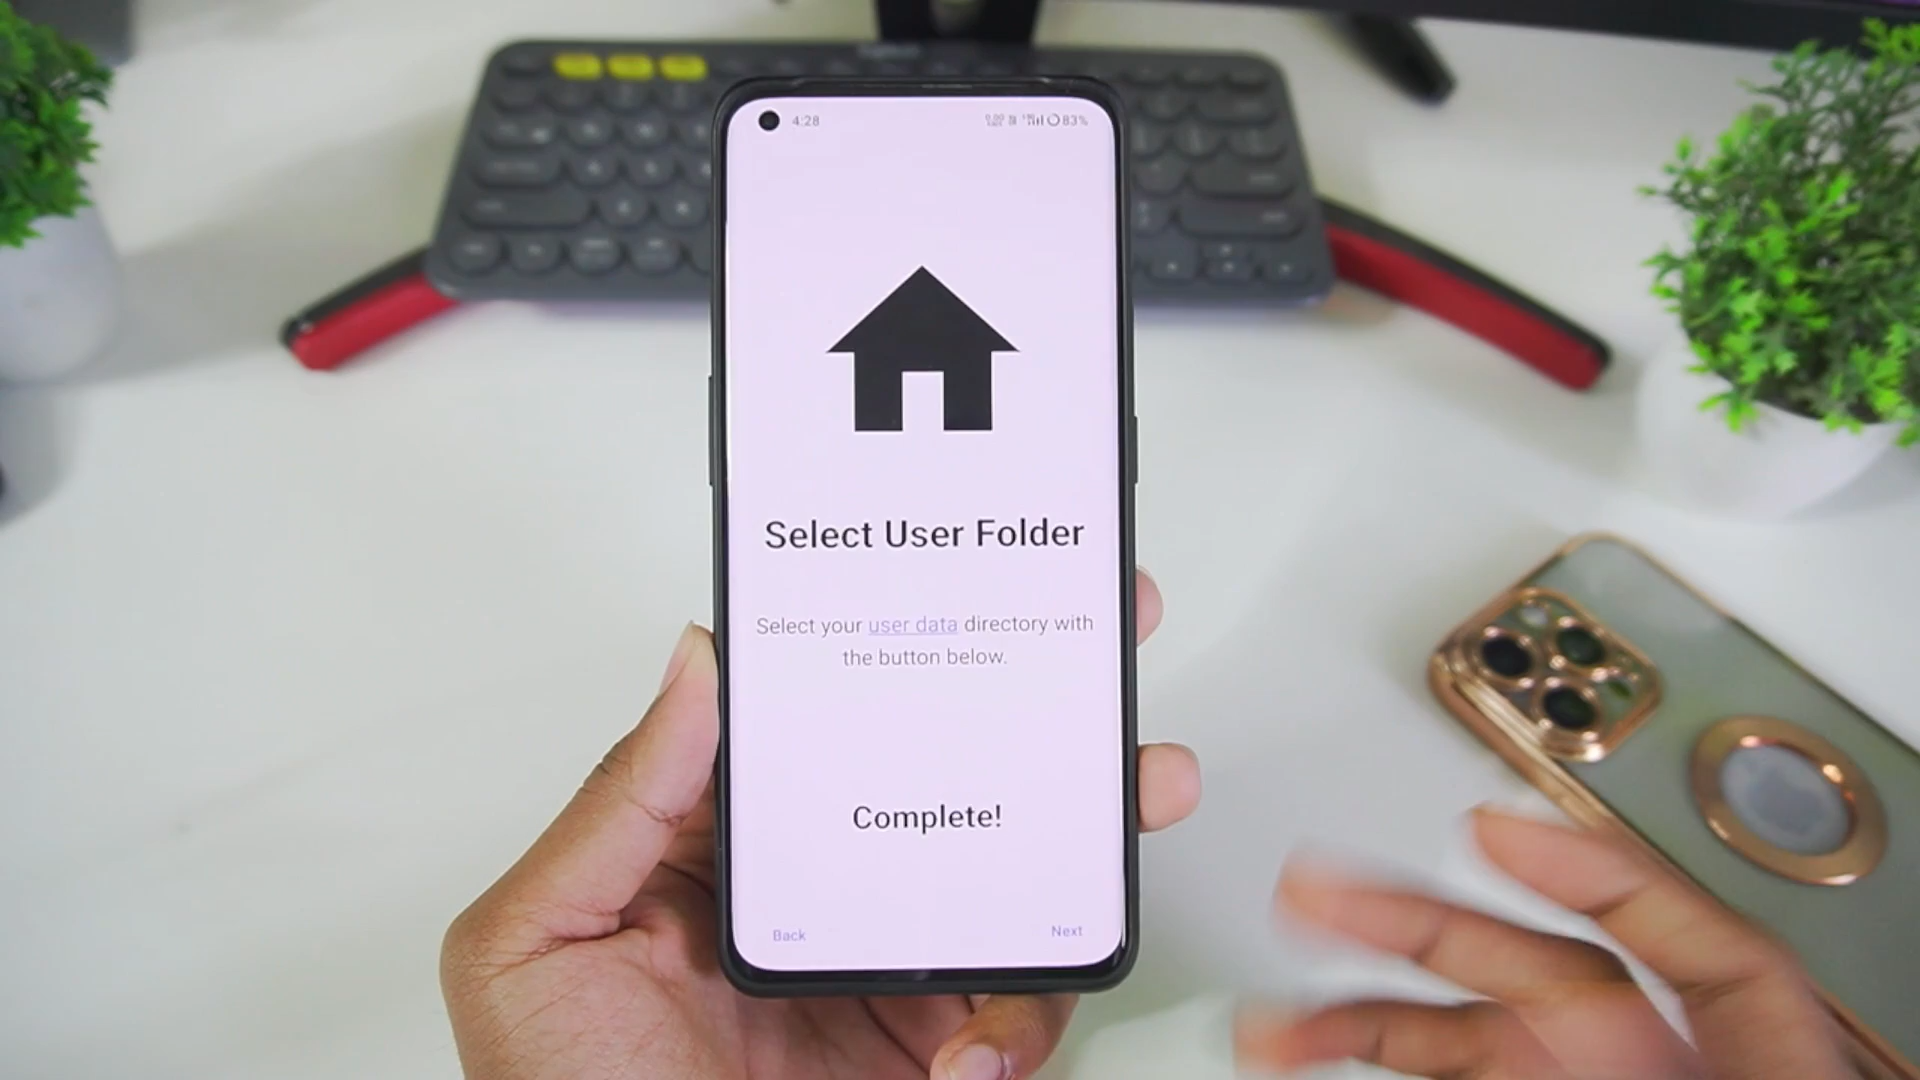 4:28
83%
Select User Folder
Select your user data directory with
the button below.
Complete!
Back
Next